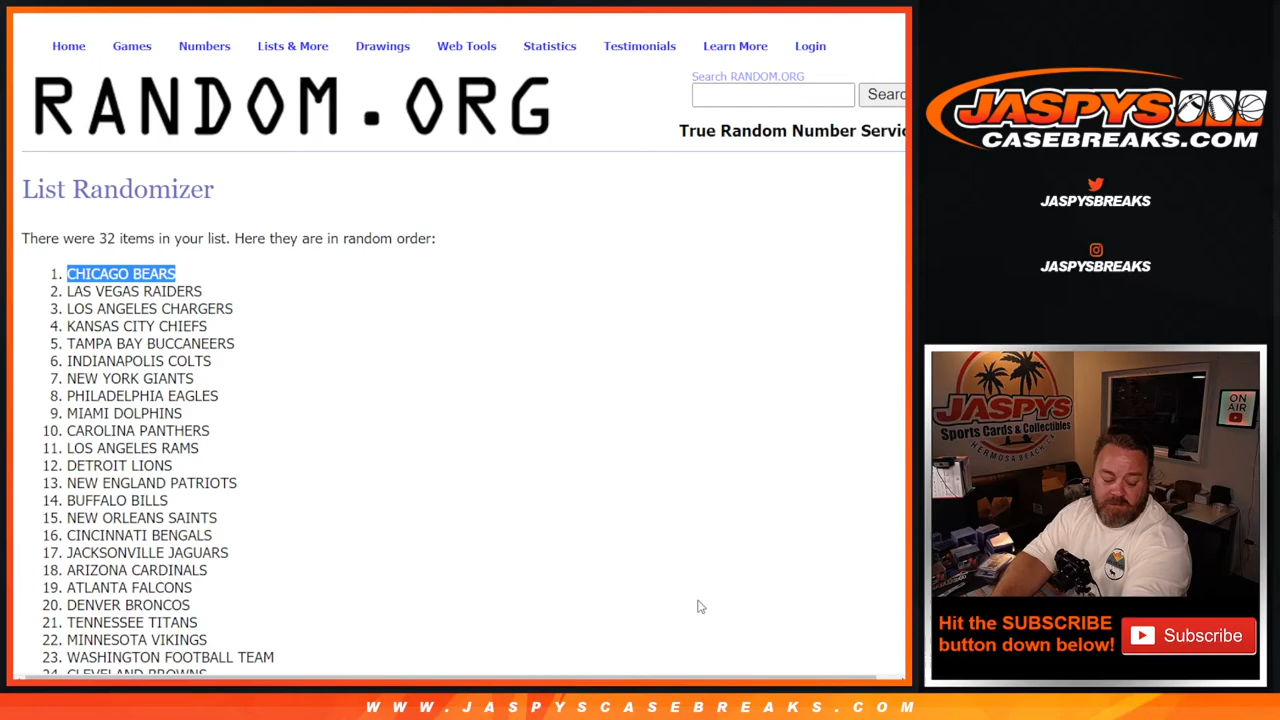 Home Games Numbers Lists & More Drawings Web Tools Statistics Testimonials Learn More Login
RANDOM.ORG
Search RANDOM.ORG
Searc
True Random Number Servic
List Randomizer
There were 32 items in your list. Here they are in random order:
1. CHICAGO BEARS
2. LAS VEGAS RAIDERS
3. LOS ANGELES CHARGERS
4. KANSAS CITY CHIEFS
5. TAMPA BAY BUCCANEERS
6. INDIANAPOLIS COLTS
7. NEW YORK GIANTS
8. PHILADELPHIA EAGLES
9. MIAMI DOLPHINS
10. CAROLINA PANTHERS
11. LOS ANGELES RAMS
12. DETROIT LIONS
13. NEW ENGLAND PATRIOTS
14. BUFFALO BILLS
15. NEW ORLEANS SAINTS
16. CINCINNATI BENGALS
17. JACKSONVILLE JAGUARS
18. ARIZONA CARDINALS
19. ATLANTA FALCONS
20. DENVER BRONCOS
21. TENNESSEE TITANS
22. MINNESOTA VIKINGS
23. WASHINGTON FOOTBALL TEAM
24. CLEVELAND BROWNS
JASPYS
CASEBREAKS.COM
JASPYSBREAKS
JASPYSBREAKS
JASPYS
Sports Cards & Collectibles
HERMOSA BEACH, CA
ON AIR
Hit the SUBSCRIBE
button down below!
Subscribe
WWW.JASPYSCASEBREAKS.COM